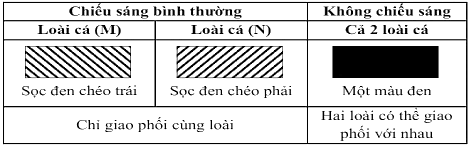 Chiếu sáng bình thường Không chiếu sáng
Loài cá (M) Loài cá (N) Cả 2 loài cá
Sọc đen chéo trái Sọc đen chéo phải Một màu đen
Chỉ giao phối cùng loài Hai loài có thể giao
phối với nhau